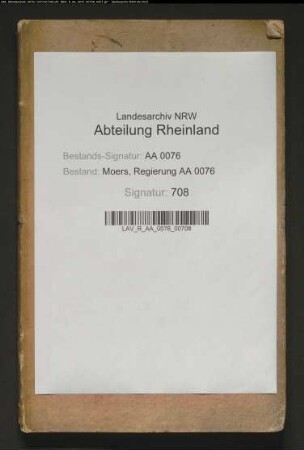 Landesarchiv NRW
Abteilung Rheinland
Bestands-Signatur: AA 0076
Bestand: Moers, Regierung AA 0076
Signatur: 708
LAV_R_AA_0076_00708